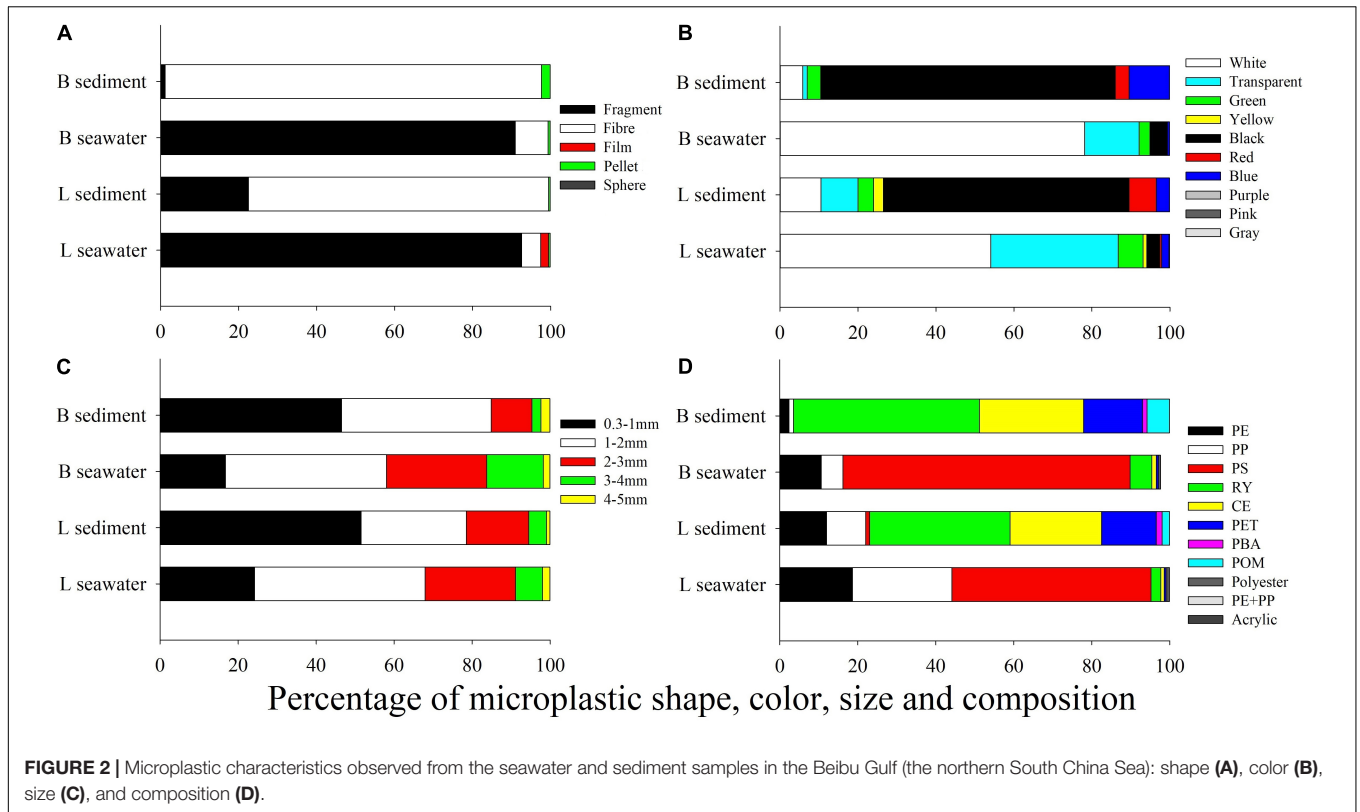 A
B sediment
B seawater
L sediment
L seawater
Fragment
Fibre
Film
Pellet
Sphere
0 20 40 60 80 100
B
White
Transparent
Green
Yellow
Black
Red
Blue
Purple
Pink
Gray
0 20 40 60 80 100
C
B sediment
B seawater
L sediment
L seawater
0.3-1mm
1-2mm
2-3mm
3-4mm
4-5mm
0 20 40 60 80 100
D
PE
PP
PS
RY
CE
PET
PBA
POM
Polyester
PE+PP
Acrylic
0 20 40 60 80 100
Percentage of microplastic shape, color, size and composition
FIGURE 2 | Microplastic characteristics observed from the seawater and sediment samples in the Beibu Gulf (the northern South China Sea): shape (A), color (B),
size (C), and composition (D).